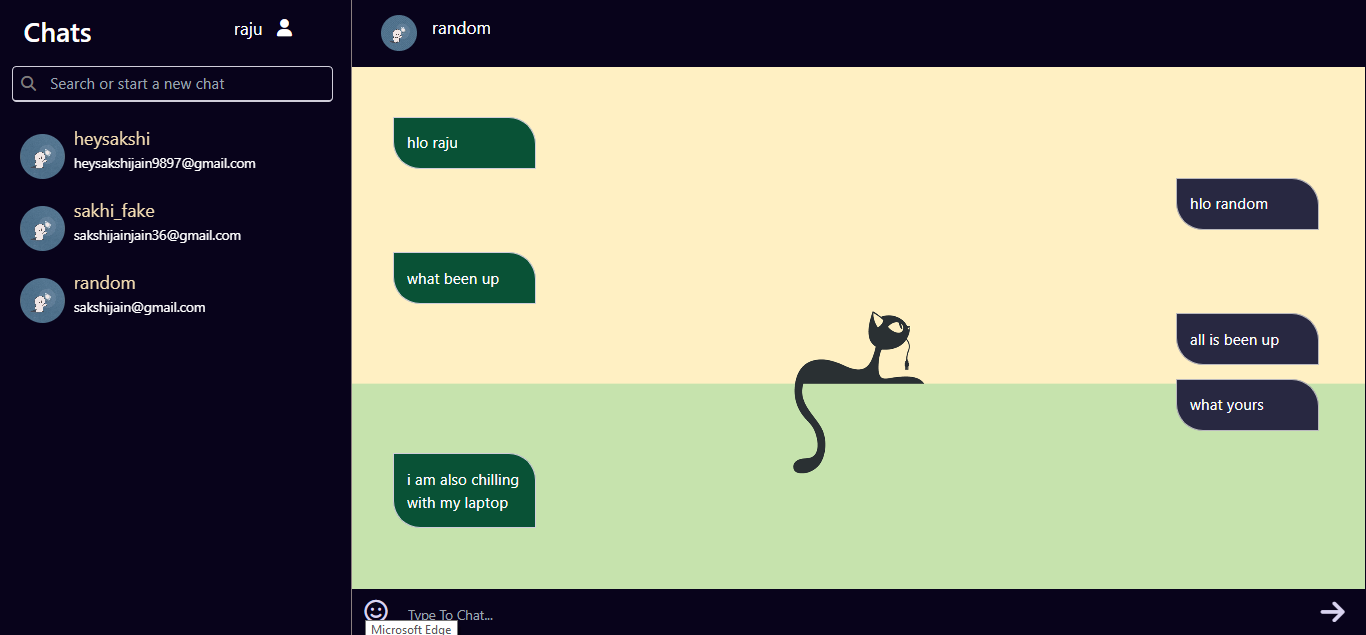 Chats
raju
Search or start a new chat
heysakshi
heysakshijain9897@gmail.com
sakhi_fake
sakshijainjain36@gmail.com
random
sakshijain@gmail.com
random
hlo raju
hlo random
what been up
all is been up
what yours
i am also chilling
with my laptop
Type To Chat...
Microsoft Edge